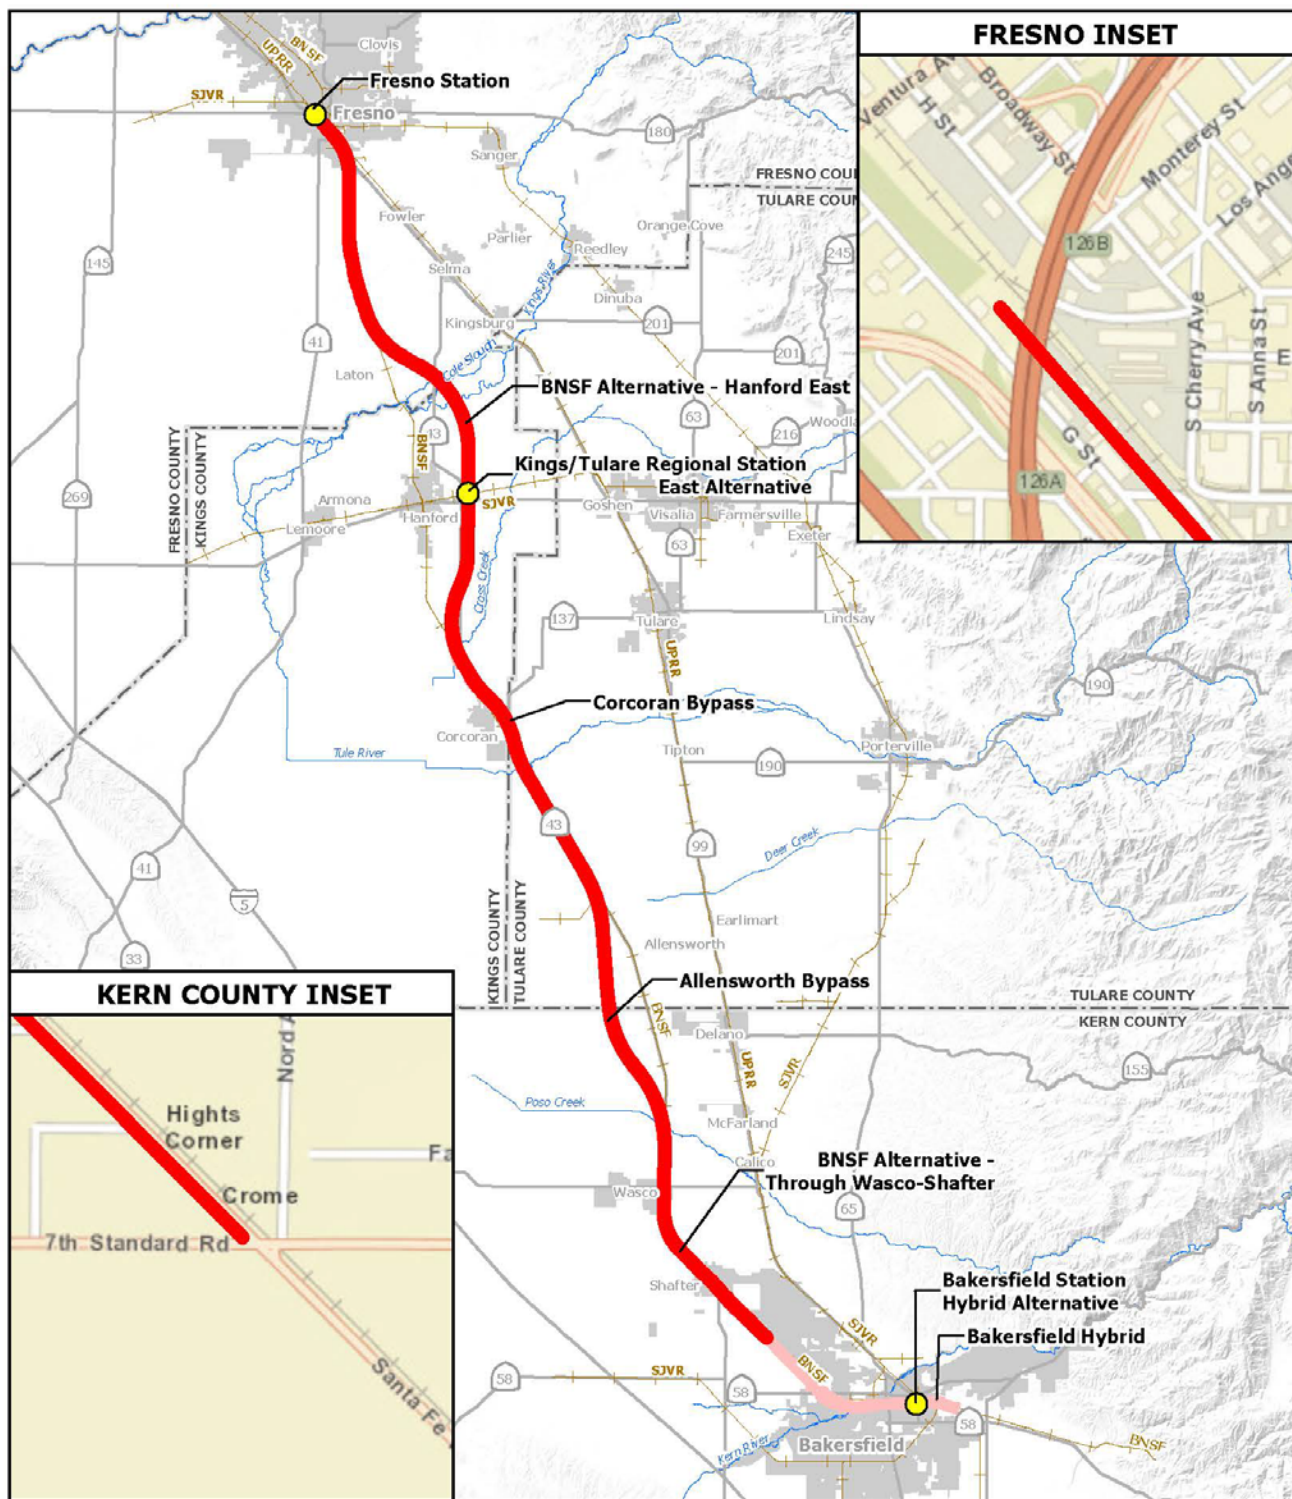 FRESNO INSET
Ventura Av
H St
Broadway St
Monterey St
Los Ange
126B
S Cherry Ave
S Anna St
E
G St
126A
Clovis
BNSF
UPRR
Fresno Station
SJVR
Fresno
180
Sanger
FRESNO COU
TULARE COUN
Fowler
Parlier
Orange Cove
Reedley
145
245
Selma
Kings River
Dinuba
Kingsburg
201
41
201
Cole Slough
Laton
BNSF Alternative - Hanford East
63
43
216
Woodla
BNSF
FRESNO COUNTY
KINGS COUNTY
Kings/Tulare Regional Station
East Alternative
269
Armona
SJVR
Goshen
Visalia
Farmersville
Hanford
Lemoore
Exeter
63
Cross Creek
137
Tulare
Lindsay
UPRR
190
Corcoran Bypass
Corcoran
Tule River
Tipton
Porterville
190
43
99
Deer Creek
41
5
Earlimart
Allensworth
33
KINGS COUNTY
TULARE COUNTY
Allensworth Bypass
TULARE COUNTY
KERN COUNTY
BNSF
Delano
UPRR
SJVR
155
Poso Creek
McFarland
Calico
BNSF Alternative -
Through Wasco-Shafter
Wasco
65
Shafter
Bakersfield Station
Hybrid Alternative
SJVR
Bakersfield Hybrid
BNSF
SJVR
58
58
58
Kern River
Bakersfield
BNSF
KERN COUNTY INSET
Nord A
Hights
Corner
Fa
Crome
7th Standard Rd
Santa Fe